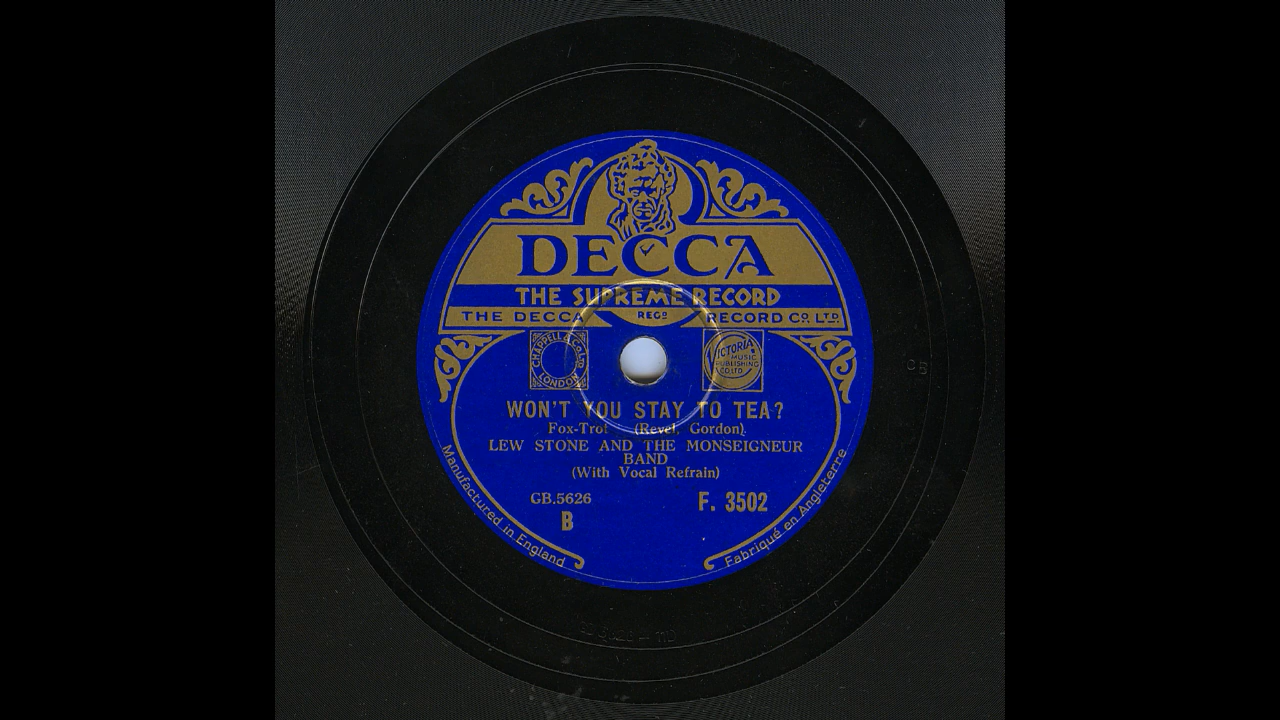 DECCA
THE SUPREME RECORD
THE DECCA REGD RECORD CO. LTD.
CHAPPELL & CO LTD
LONDON
VICTORIA
MUSIC
PUBLISHING
CO. LTD.
WON'T YOU STAY TO TEA?
Fox-Trot (Revel, Gordon)
LEW STONE AND THE MONSEIGNEUR
BAND
(With Vocal Refrain)
GB.5626
F. 3502
B
Manufactured in England
Fabriqué en Angleterre